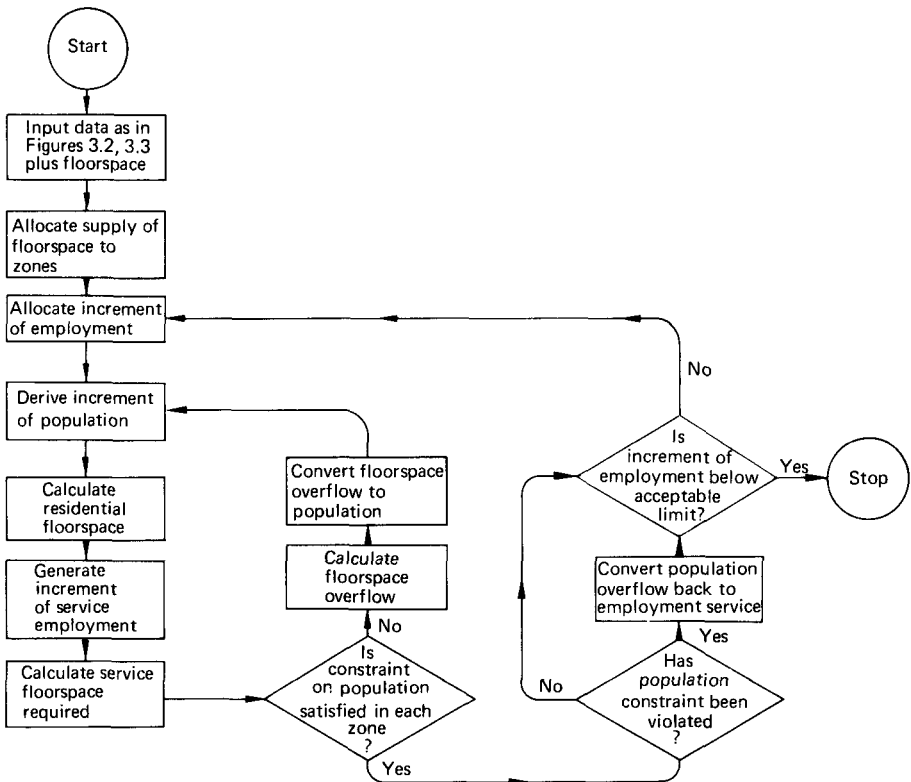 Start
Input data as in
Figures 3.2, 3.3
plus floorspace
Allocate supply of
floorspace to
zones
Allocate increment
of employment
Derive increment
of population
Calculate
residential
floorspace
Generate
increment
of service
employment
Calculate service
floorspace
required
Is
constraint
on population
satisfied in each
zone
?
No
Calculate
floorspace
overflow
Convert floorspace
overflow to
population
Yes
Has
population
constraint been
violated
?
No
Yes
Convert population
overflow back to
employment service
Is
increment of
employment below
acceptable
limit?
No
Yes
Stop